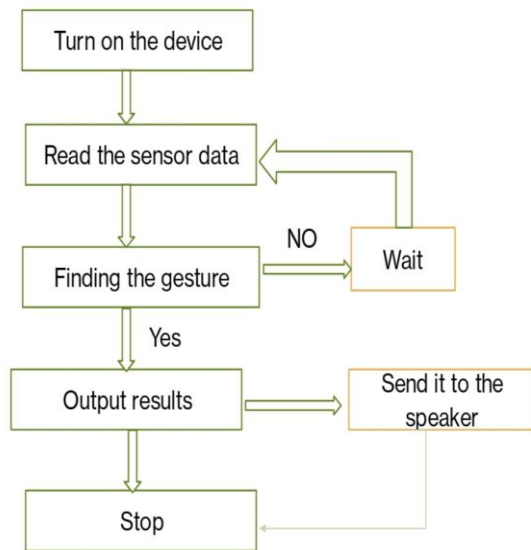 Turn on the device
Read the sensor data
NO
Wait
Finding the gesture
Yes
Output results
Send it to the
speaker
Stop